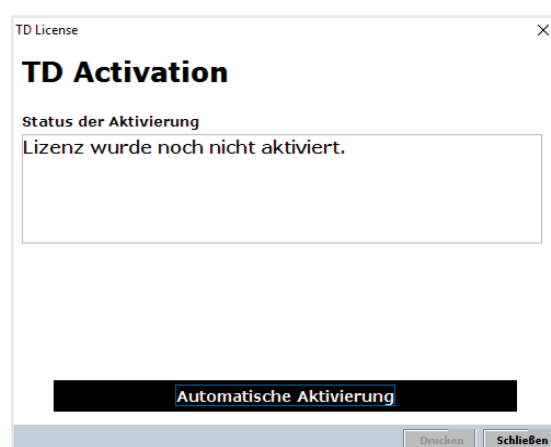 TD License
TD Activation
Status der Aktivierung
Lizenz wurde noch nicht aktiviert.
Automatische Aktivierung
Drucken Schließen